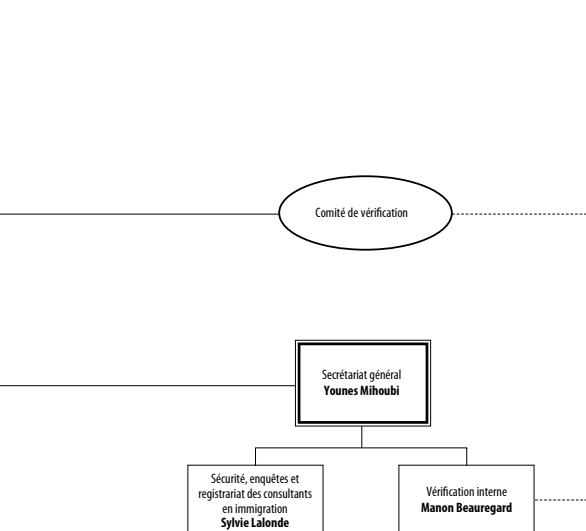 Comité de vérification
Secrétariat général
Younes Mihoubi
Sécurité, enquêtes et
registrariat des consultants
en immigration
Sylvie Lalonde
Vérification interne
Manon Beauregard